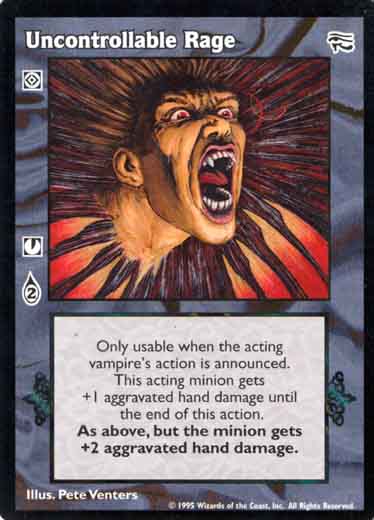 Uncontrollable Rage
2
Only usable when the acting
vampire's action is announced.
This acting minion gets
+1 aggravated hand damage until
the end of this action.
As above, but the minion gets
+2 aggravated hand damage.
Illus. Pete Venters
© 1995 Wizards of the Coast, Inc. All Rights Reserved.